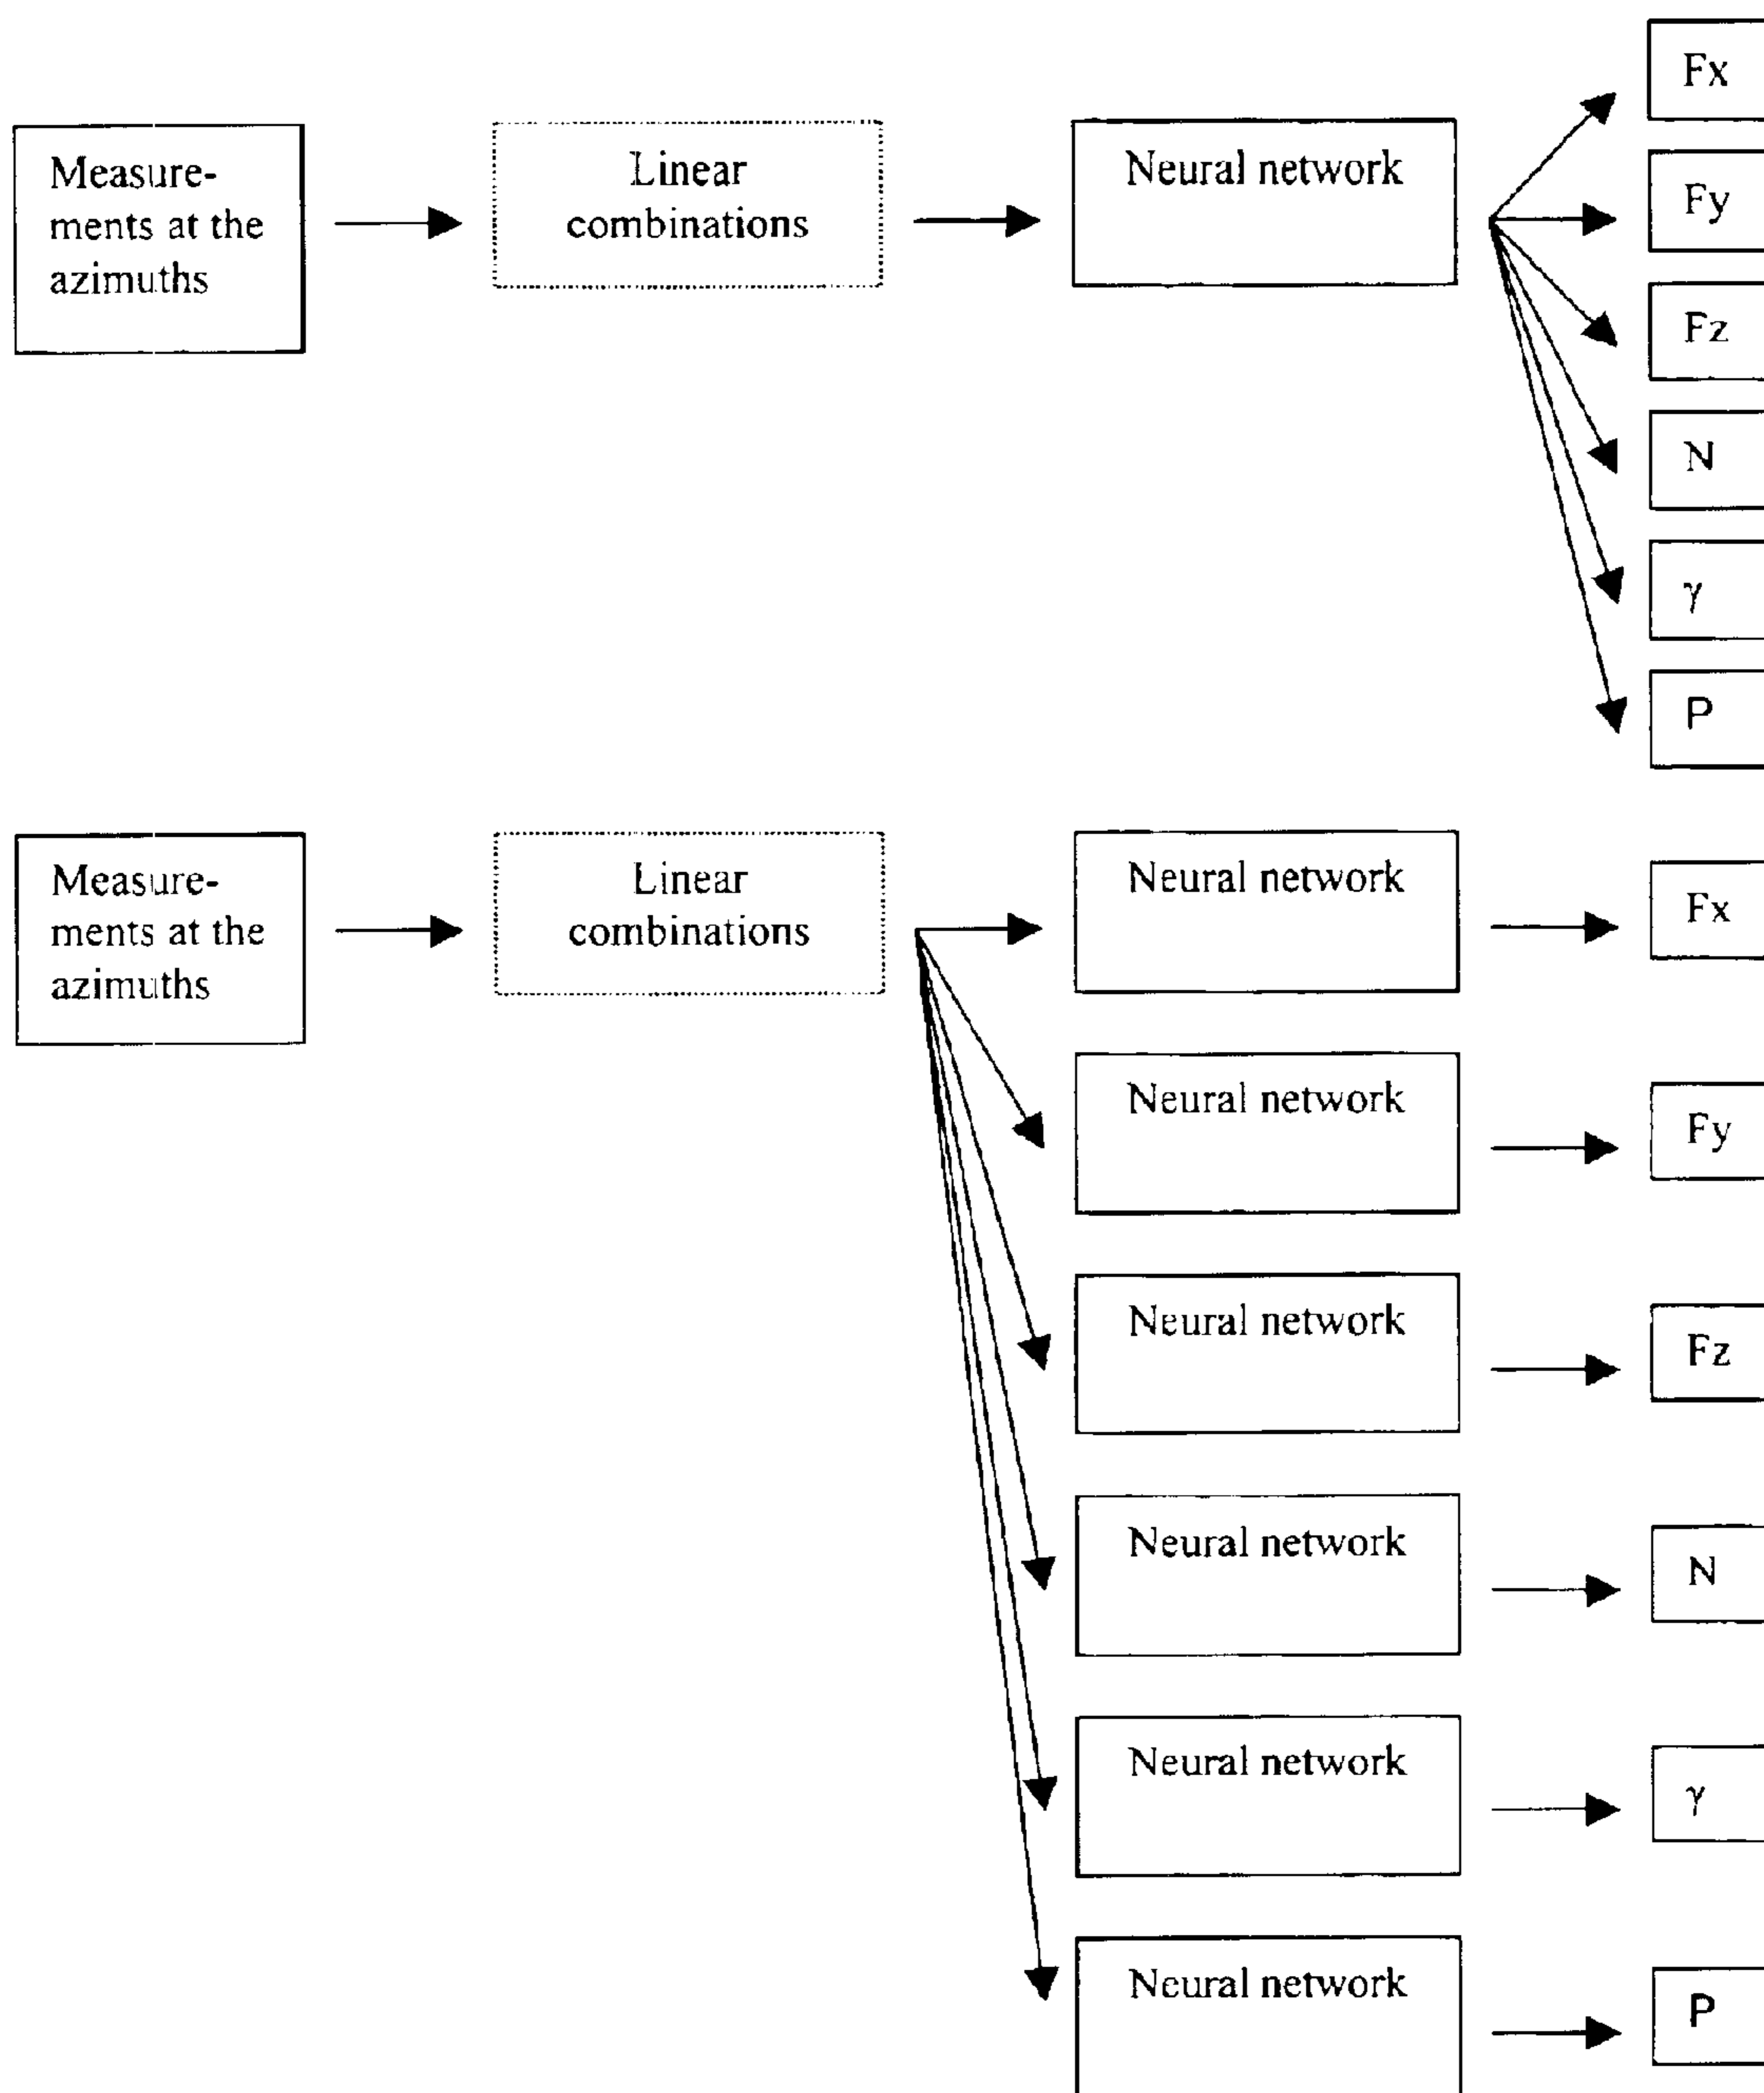 Measure-
ments at the
azimuths
Linear
combinations
Neural network
Fx
Fy
Fz
N
γ
P
Measure-
ments at the
azimuths
Linear
combinations
Neural network
Fx
Neural network
Fy
Neural network
Fz
Neural network
N
Neural network
γ
Neural network
P